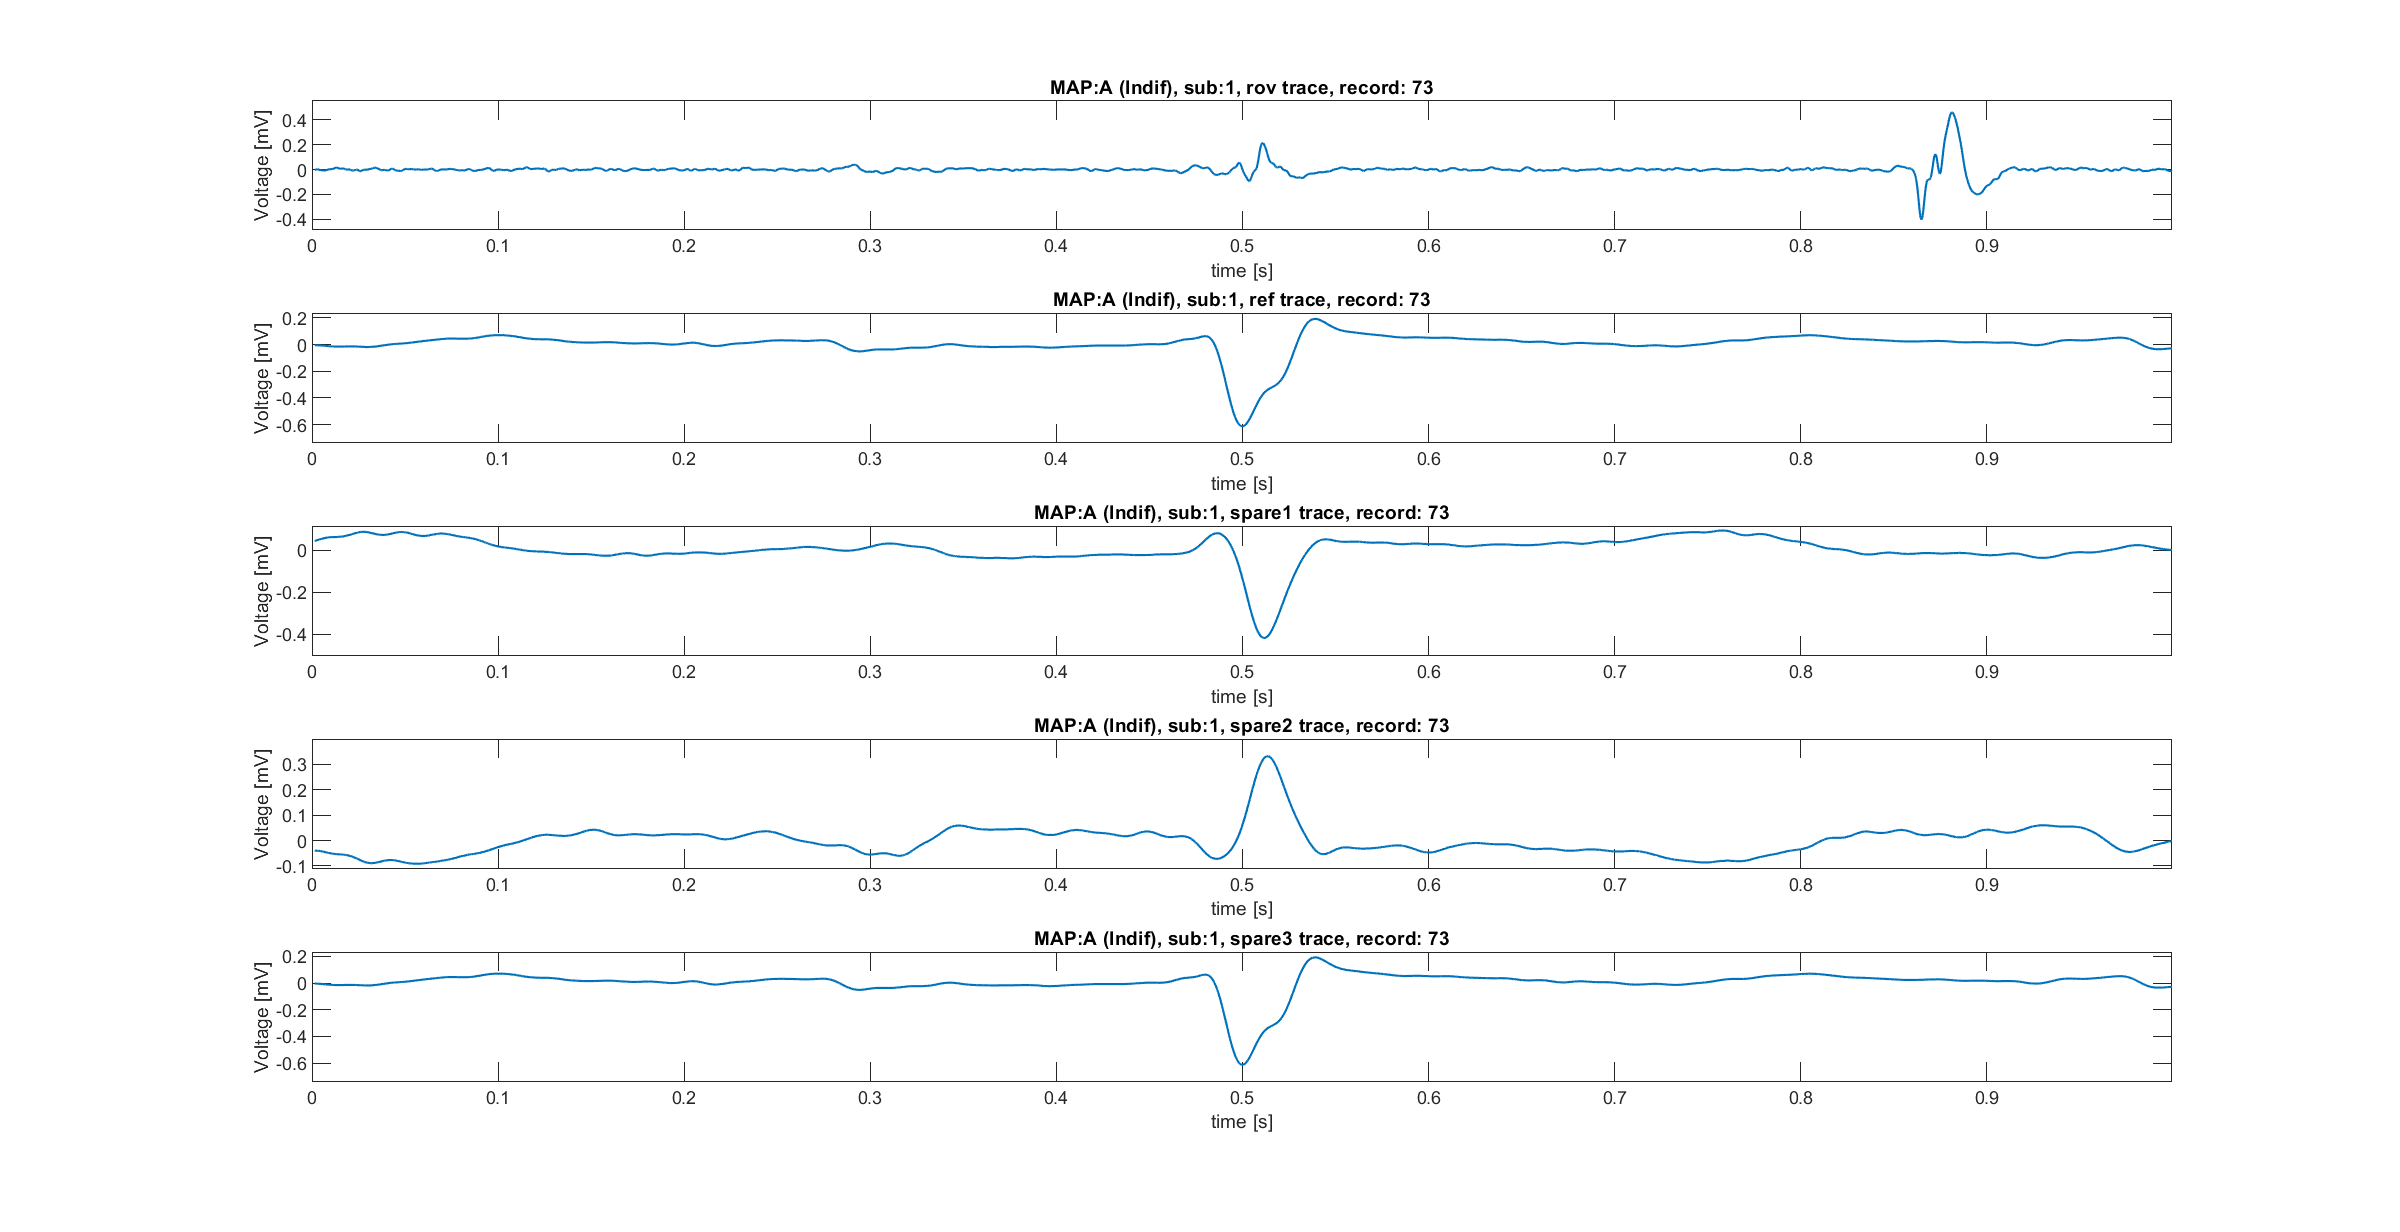 MAP:A (Indif), sub:1, rov trace, record: 73
Voltage [mV]
0.4
0.2
0
-0.2
-0.4
0 0.1 0.2 0.3 0.4 0.5 0.6 0.7 0.8 0.9
time [s]
MAP:A (Indif), sub:1, ref trace, record: 73
Voltage [mV]
0.2
0
-0.2
-0.4
-0.6
0 0.1 0.2 0.3 0.4 0.5 0.6 0.7 0.8 0.9
time [s]
MAP:A (Indif), sub:1, spare1 trace, record: 73
Voltage [mV]
0
-0.2
-0.4
0 0.1 0.2 0.3 0.4 0.5 0.6 0.7 0.8 0.9
time [s]
MAP:A (Indif), sub:1, spare2 trace, record: 73
Voltage [mV]
0.3
0.2
0.1
0
-0.1
0 0.1 0.2 0.3 0.4 0.5 0.6 0.7 0.8 0.9
time [s]
MAP:A (Indif), sub:1, spare3 trace, record: 73
Voltage [mV]
0.2
0
-0.2
-0.4
-0.6
0 0.1 0.2 0.3 0.4 0.5 0.6 0.7 0.8 0.9
time [s]